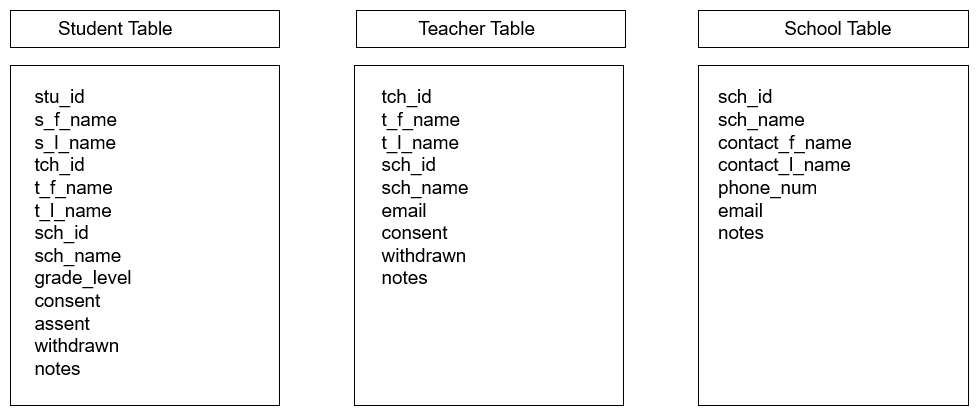 Student Table
stu_id
s_f_name
s_l_name
tch_id
t_f_name
t_l_name
sch_id
sch_name
grade_level
consent
assent
withdrawn
notes
Teacher Table
tch_id
t_f_name
t_l_name
sch_id
sch_name
email
consent
withdrawn
notes
School Table
sch_id
sch_name
contact_f_name
contact_l_name
phone_num
email
notes